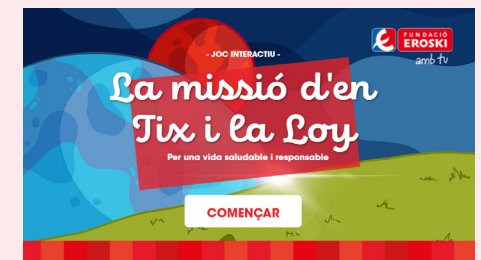 - JOC INTERACTIU -
FUNDACIÓ
EROSKI
amb tu
La missió d'en
Tix i la Loy
Per una vida saludable i responsable
COMENÇAR